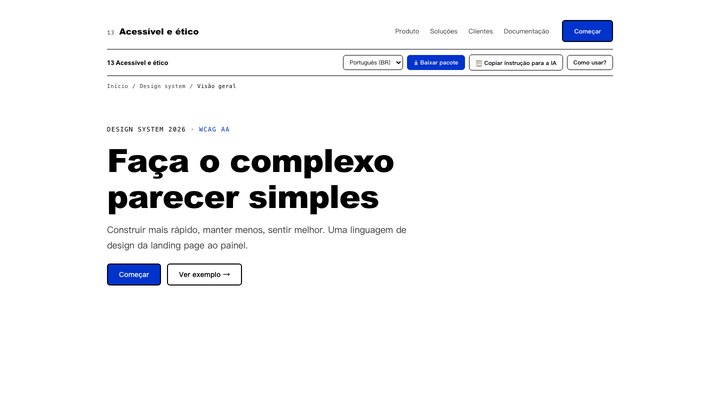 13 Acessível e ético
Produto Soluções Clientes Documentação Começar
13 Acessível e ético
Português (BR) Baixar pacote Copiar instrução para a IA Como usar?
Início / Design system / Visão geral
DESIGN SYSTEM 2026 · WCAG AA
Faça o complexo
parecer simples
Construir mais rápido, manter menos, sentir melhor. Uma linguagem de
design da landing page ao painel.
Começar Ver exemplo →